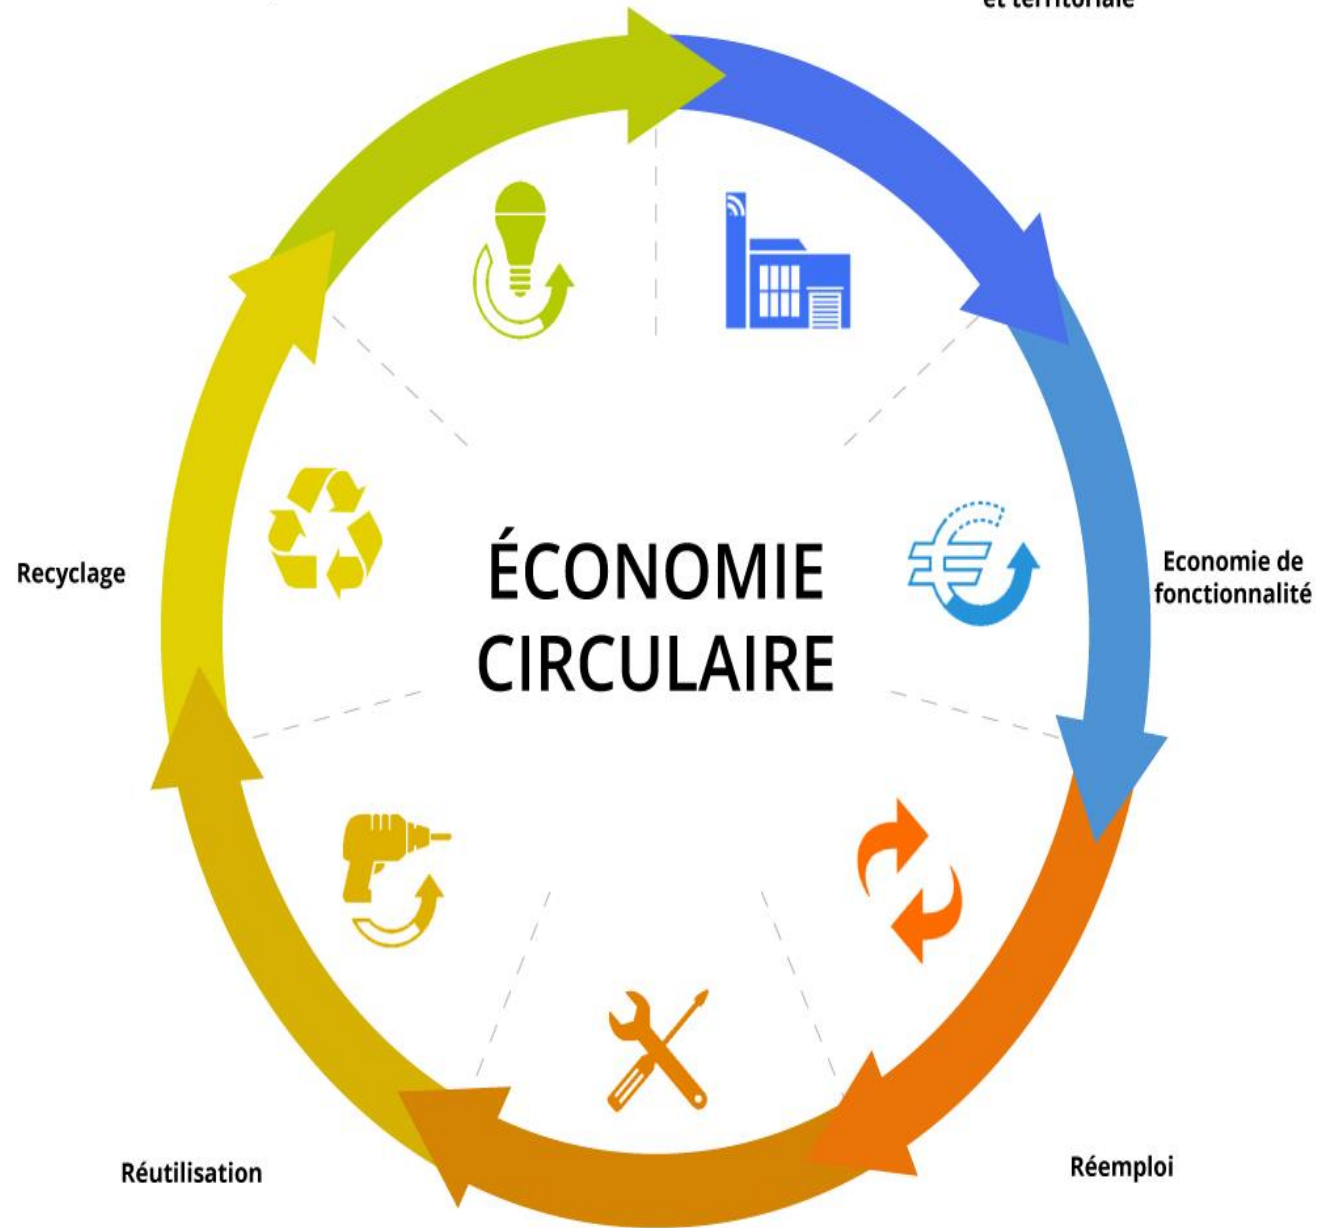 et territoriale
ÉCONOMIE
CIRCULAIRE
Recyclage
Economie de
fonctionnalité
Réutilisation
Réemploi